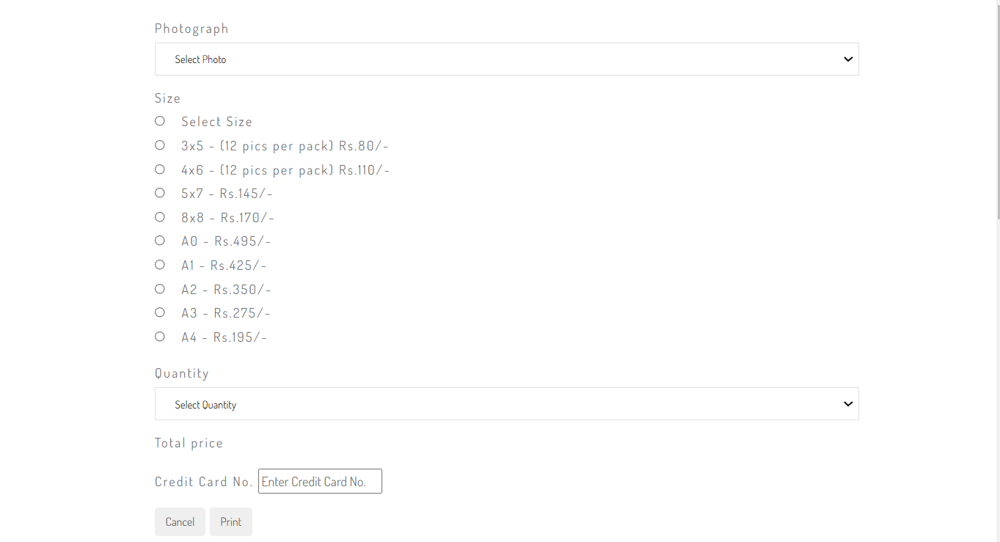 Photograph
Select Photo
Size
Select Size
3x5 - (12 pics per pack) Rs.80/-
4x6 - (12 pics per pack) Rs.110/-
5x7 - Rs.145/-
8x8 - Rs.170/-
A0 - Rs.495/-
A1 - Rs.425/-
A2 - Rs.350/-
A3 - Rs.275/-
A4 - Rs.195/-
Quantity
Select Quantity
Total price
Credit Card No. Enter Credit Card No.
Cancel Print